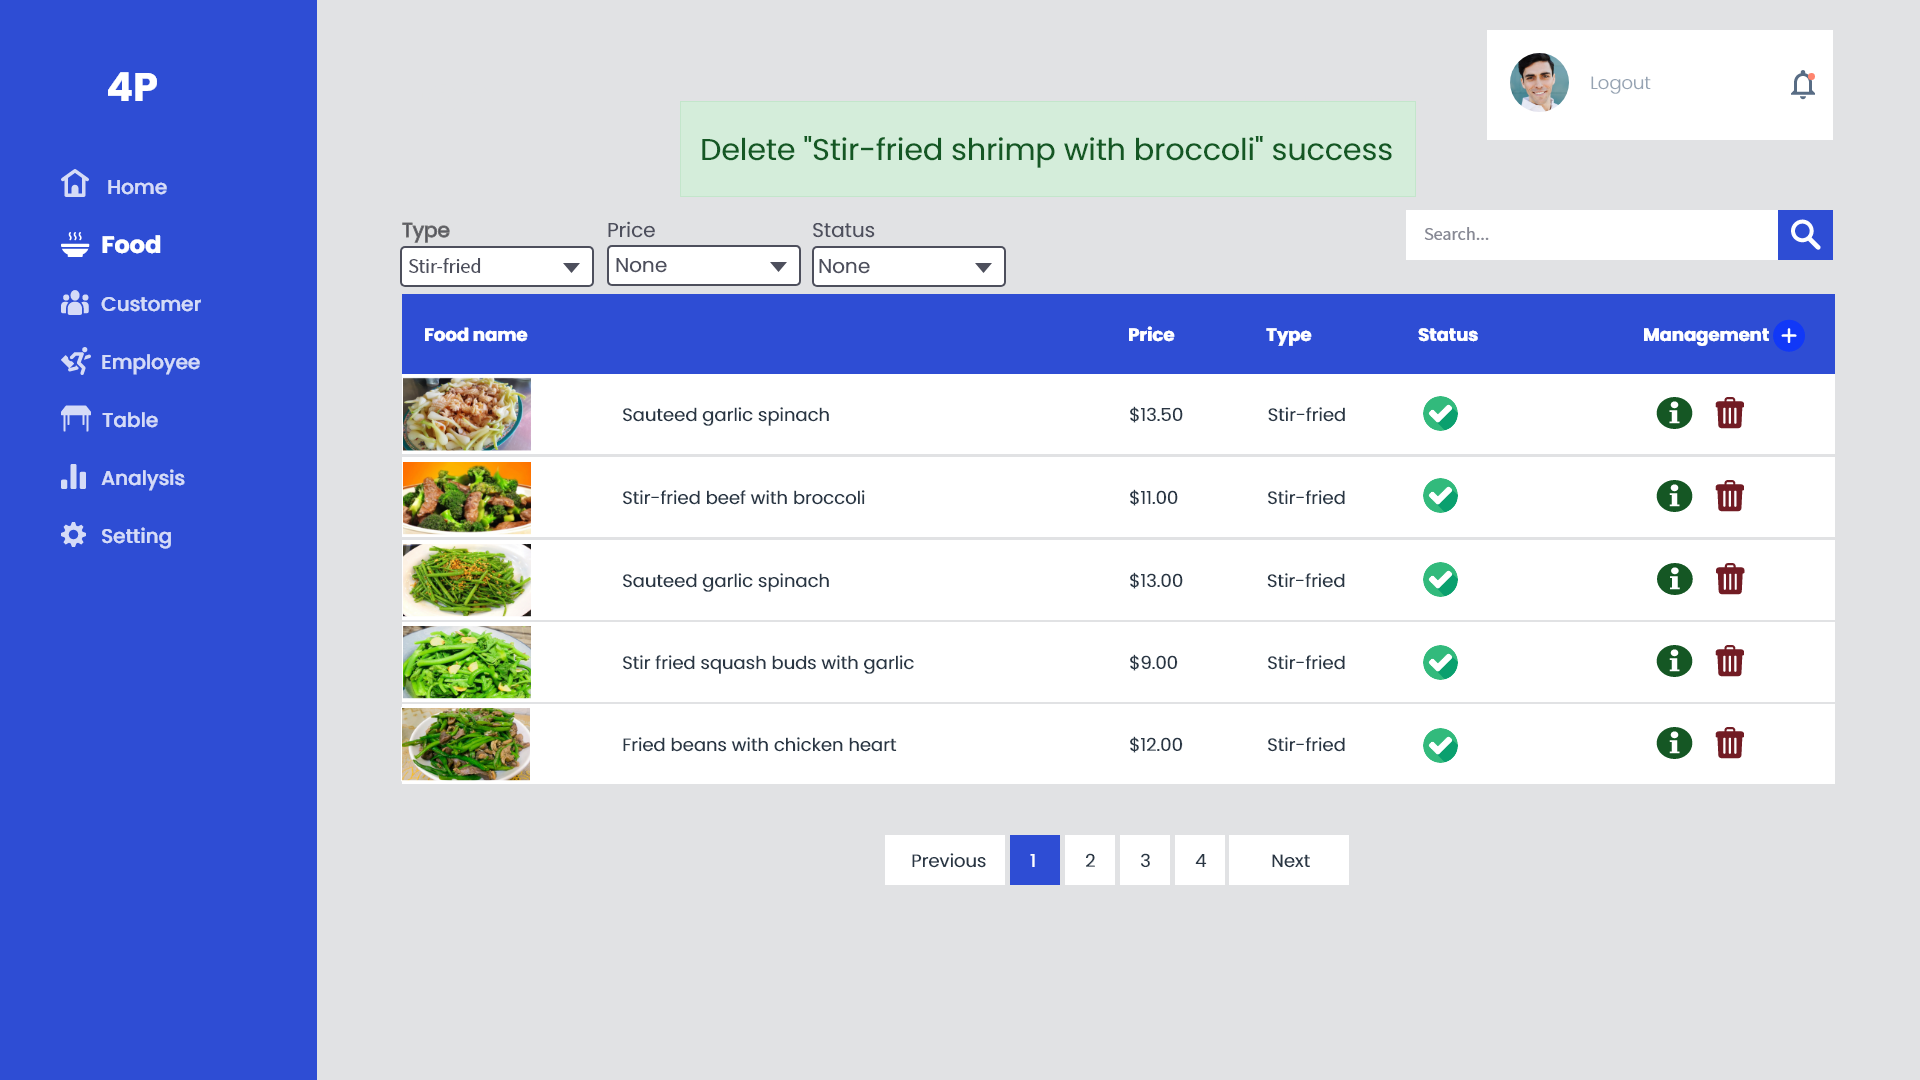 4P
Home
Food
Customer
Employee
Table
Analysis
Setting
Logout
Delete "Stir-fried shrimp with broccoli" success
Type Price Status
Stir-fried None None
Search...
Food name Price Type Status Management +
Sauteed garlic spinach $13.50 Stir-fried
Stir-fried beef with broccoli $11.00 Stir-fried
Sauteed garlic spinach $13.00 Stir-fried
Stir fried squash buds with garlic $9.00 Stir-fried
Fried beans with chicken heart $12.00 Stir-fried
Previous 1 2 3 4 Next